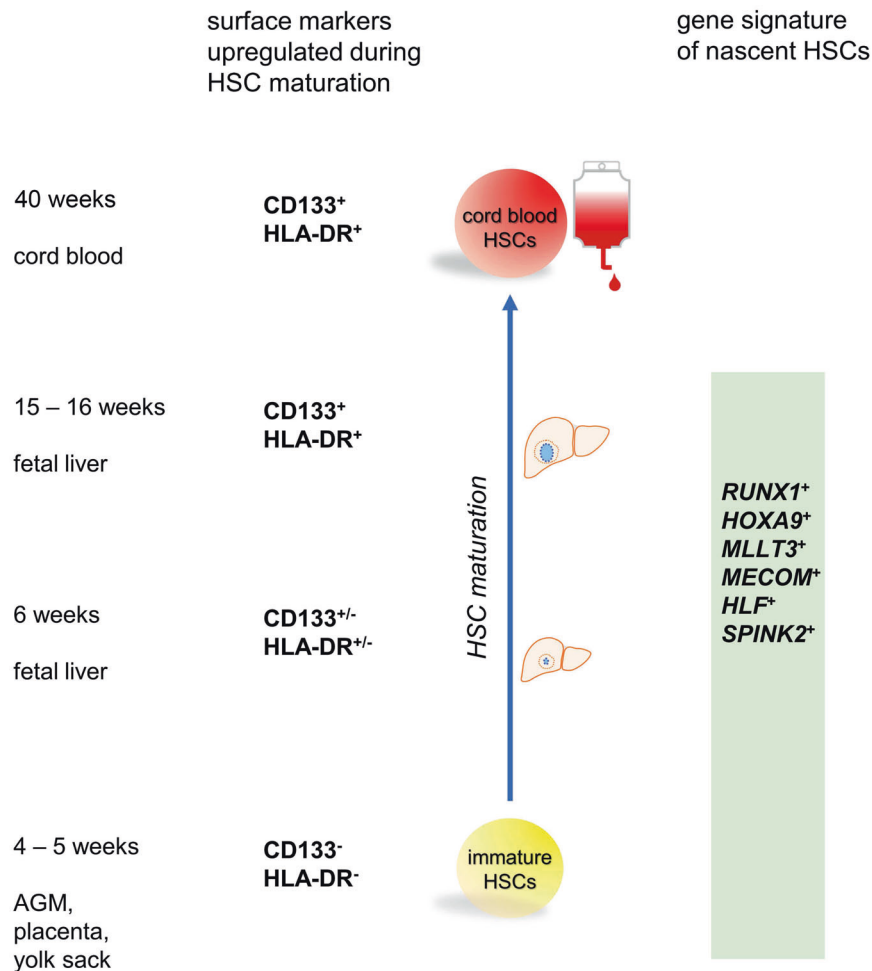 surface markers
upregulated during
HSC maturation
gene signature
of nascent HSCs
40 weeks
cord blood
CD133⁺
HLA-DR⁺
cord blood
HSCs
15 – 16 weeks
fetal liver
CD133⁺
HLA-DR⁺
HSC maturation
RUNX1⁺
HOXA9⁺
MLLT3⁺
MECOM⁺
HLF⁺
SPINK2⁺
6 weeks
fetal liver
CD133⁺/⁻
HLA-DR⁺/⁻
4 – 5 weeks
AGM,
placenta,
yolk sack
CD133⁻
HLA-DR⁻
immature
HSCs